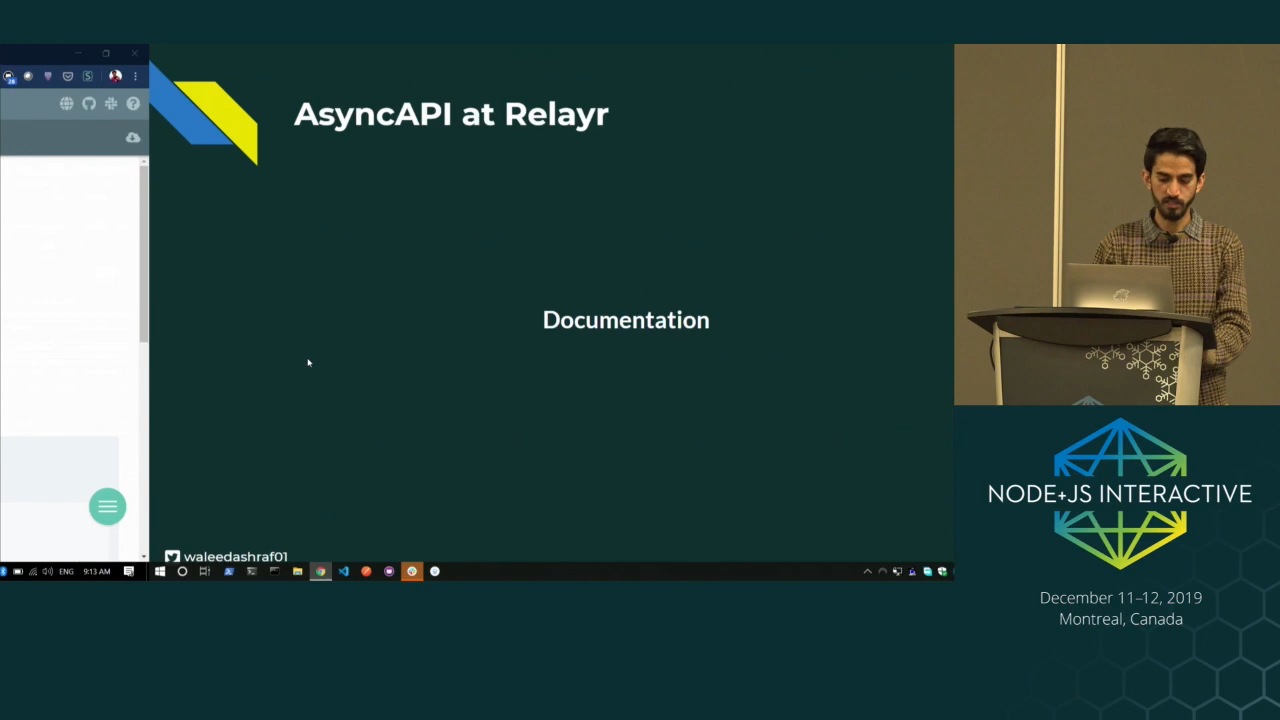 AsyncAPI at Relayr
Documentation
waleedashraf01
ENG
9:13 AM
NODE+JS INTERACTIVE
December 11–12, 2019
Montreal, Canada